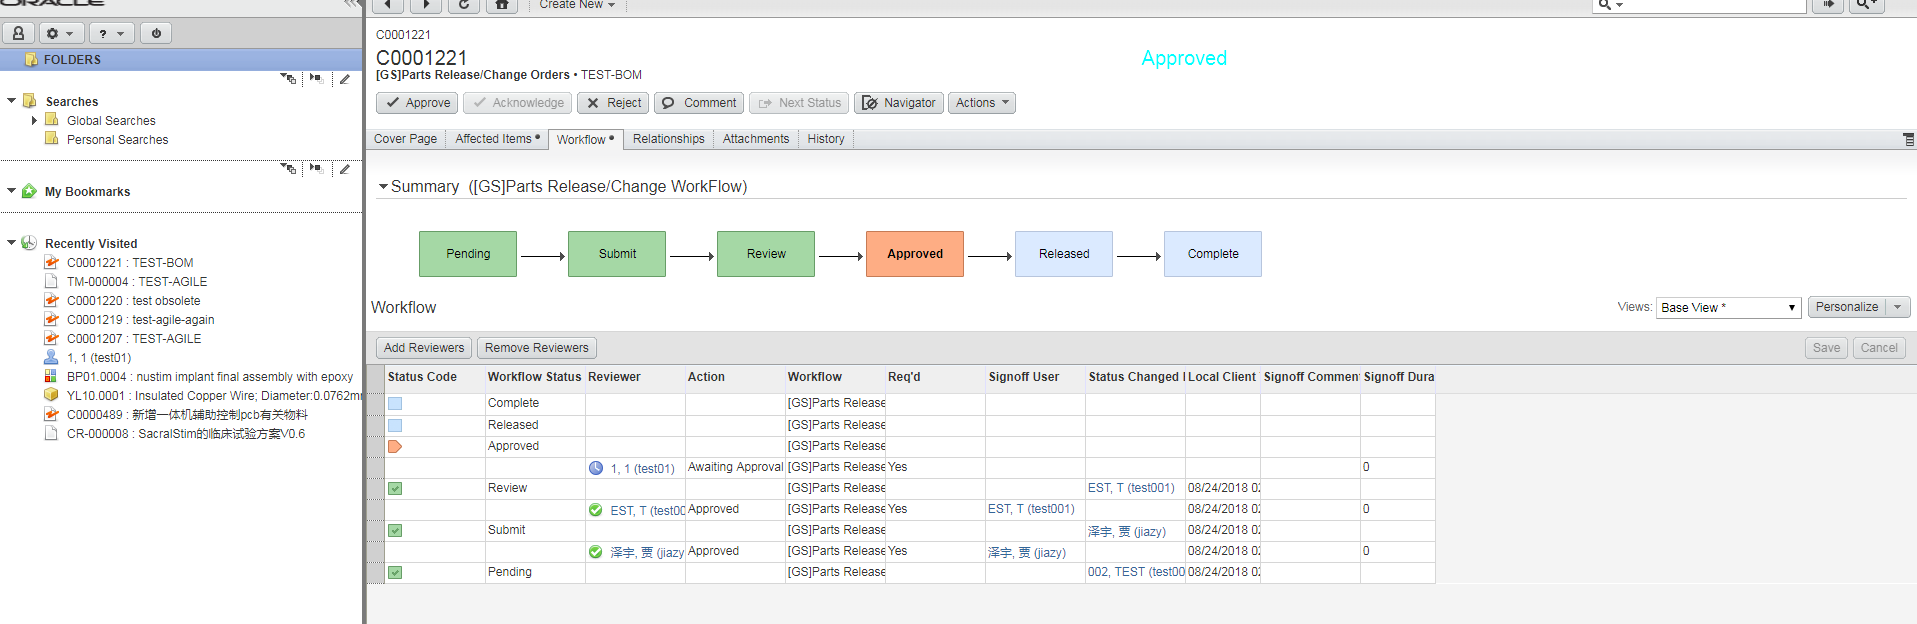 ORACLE
FOLDERS
Searches
Global Searches
Personal Searches
My Bookmarks
Recently Visited
C0001221 : TEST-BOM
TM-000004 : TEST-AGILE
C0001220 : test obsolete
C0001219 : test-agile-again
C0001207 : TEST-AGILE
1, 1 (test01)
BP01.0004 : nustim implant final assembly with epoxy
YL10.0001 : Insulated Copper Wire; Diameter:0.0762m
C0000489 : 新增一体机辅助控制pcb有关物料
CR-000008 : SacralStim的临床试验方案V0.6
Create New
C0001221
C0001221
Approved
[GS]Parts Release/Change Orders • TEST-BOM
Approve Acknowledge Reject Comment Next Status Navigator Actions
Cover Page Affected Items • Workflow • Relationships Attachments History
Summary ([GS]Parts Release/Change WorkFlow)
Pending Submit Review Approved Released Complete
Workflow
Views: Base View * Personalize
Add Reviewers Remove Reviewers Save Cancel
Status Code Workflow Status Reviewer Action Workflow Req'd Signoff User Status Changed Local Client Signoff Commen Signoff Dura
Complete [GS]Parts Release
Released [GS]Parts Release
Approved [GS]Parts Release
1, 1 (test01) Awaiting Approval [GS]Parts Release Yes 0
Review [GS]Parts Release EST, T (test001) 08/24/2018 0
EST, T (test00 Approved [GS]Parts Release Yes EST, T (test001) 08/24/2018 0 0
Submit [GS]Parts Release 泽宇, 贾 (jiazy) 08/24/2018 0
泽宇, 贾 (jiazy Approved [GS]Parts Release Yes 泽宇, 贾 (jiazy) 08/24/2018 0 0
Pending [GS]Parts Release 002, TEST (test00 08/24/2018 0